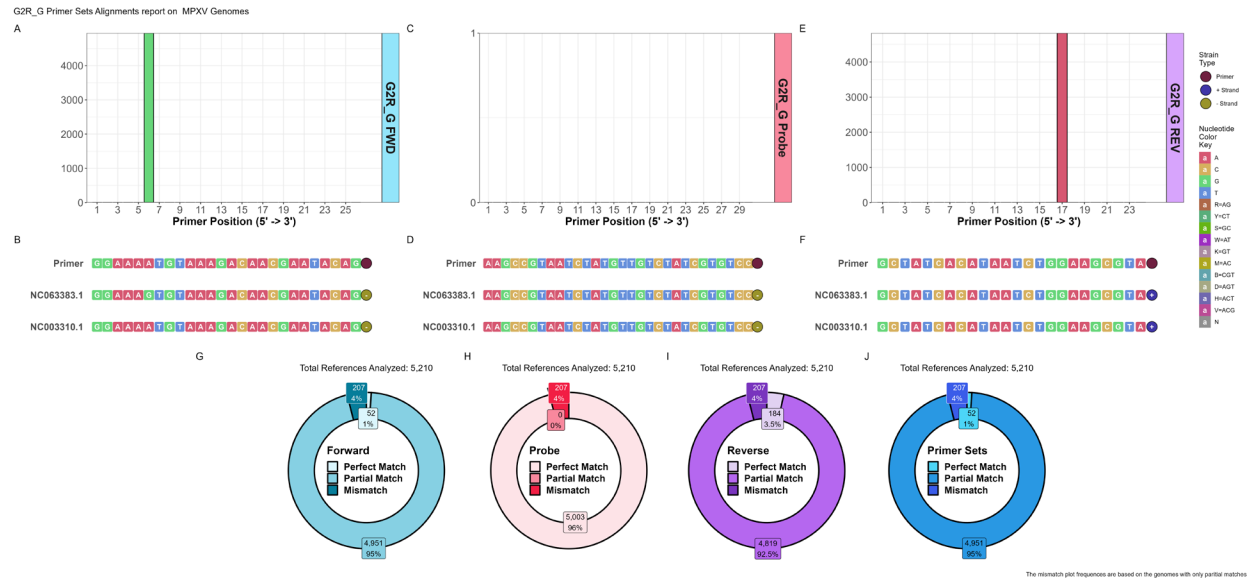 G2R_G Primer Sets Alignments report on MPXV Genomes
A
4000
3000
2000
1000
0
1 3 5 7 9 11 13 15 17 19 21 23 25
Primer Position (5' -> 3')
G2R_G FWD
C
1
0
1 3 5 7 9 11 13 15 17 19 21 23 25 27 29
Primer Position (5' -> 3')
G2R_G Probe
E
4000
3000
2000
1000
0
1 3 5 7 9 11 13 15 17 19 21 23
Primer Position (5' -> 3')
G2R_G REV
Strain
Type
Primer
+ Strand
- Strand
Nucleotide
Color
Key
a A
a C
a G
a T
a R=AG
a Y=CT
a S=GC
a W=AT
a K=GT
a M=AC
a B=CGT
a D=AGT
a H=ACT
a V=ACG
a N
B
Primer GGAAAATGTAAAGACAACGAATACAG
NC063383.1 GGAAAGTGTAAAGACAACGAATACAG -
NC003310.1 GGAAAATGTAAAGACAACGAATACAG -
D
Primer AAGCCGTAATCTATGTTGTCTATCGTGTCC
NC063383.1 AAGCCGTAATCTATGTTGTCTATCGTGTCC -
NC003310.1 AAGCCGTAATCTATGTTGTCTATCGTGTCC -
F
Primer GCTATCACATAATCTGGAAGCGTA
NC063383.1 GCTATCACATAATCTGAAAGCGTA +
NC003310.1 GCTATCACATAATCTGGAAGCGTA +
G
Total References Analyzed: 5,210
207
4%
52
1%
Forward
Perfect Match
Partial Match
Mismatch
4,951
95%
H
Total References Analyzed: 5,210
207
4%
0
0%
Probe
Perfect Match
Partial Match
Mismatch
5,003
96%
I
Total References Analyzed: 5,210
207
4%
184
3.5%
Reverse
Perfect Match
Partial Match
Mismatch
4,819
92.5%
J
Total References Analyzed: 5,210
207
4%
52
1%
Primer Sets
Perfect Match
Partial Match
Mismatch
4,951
95%
The mismatch plot frequencies are based on the genomes with only paritial matches